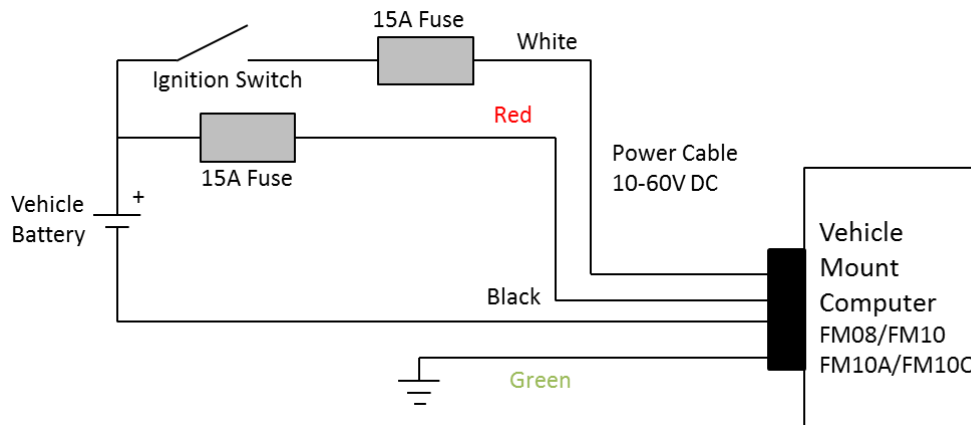 15A Fuse
White
Ignition Switch
Red
15A Fuse
Power Cable
10-60V DC
Vehicle
Battery
+
Black
Green
Vehicle
Mount
Computer
FM08/FM10
FM10A/FM10C